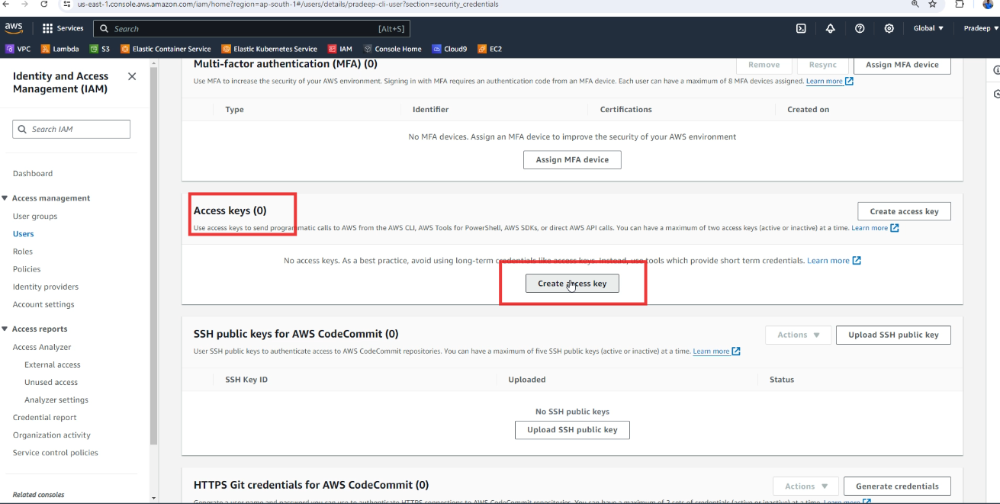 us-east-1.console.aws.amazon.com/iam/home?region=ap-south-1#/users/details/pradeep-cli-user?section=security_credentials
aws Services Search [Alt+S] Global Pradeep
VPC Lambda S3 Elastic Container Service Elastic Kubernetes Service IAM Console Home Cloud9 EC2
Identity and Access
Management (IAM)
Search IAM
Dashboard
Access management
User groups
Users
Roles
Policies
Identity providers
Account settings
Access reports
Access Analyzer
External access
Unused access
Analyzer settings
Credential report
Organization activity
Service control policies
Related consoles
Multi-factor authentication (MFA) (0)
Remove Resync Assign MFA device
Use MFA to increase the security of your AWS environment. Signing in with MFA requires an authentication code from an MFA device. Each user can have a maximum of 8 MFA devices assigned. Learn more
Type Identifier Certifications Created on
No MFA devices. Assign an MFA device to improve the security of your AWS environment
Assign MFA device
Access keys (0)
Create access key
Use access keys to send programmatic calls to AWS from the AWS CLI, AWS Tools for PowerShell, AWS SDKs, or direct AWS API calls. You can have a maximum of two access keys (active or inactive) at a time. Learn more
No access keys. As a best practice, avoid using long-term credentials like access keys. Instead, use tools which provide short term credentials. Learn more
Create access key
SSH public keys for AWS CodeCommit (0)
Actions Upload SSH public key
User SSH public keys to authenticate access to AWS CodeCommit repositories. You can have a maximum of five SSH public keys (active or inactive) at a time. Learn more
SSH Key ID Uploaded Status
No SSH public keys
Upload SSH public key
HTTPS Git credentials for AWS CodeCommit (0)
Actions Generate credentials
Generate a user name and password you can use to authenticate HTTPS connections to AWS CodeCommit repositories. You can have a maximum of 2 sets of credentials (active or inactive) at a time. Learn more